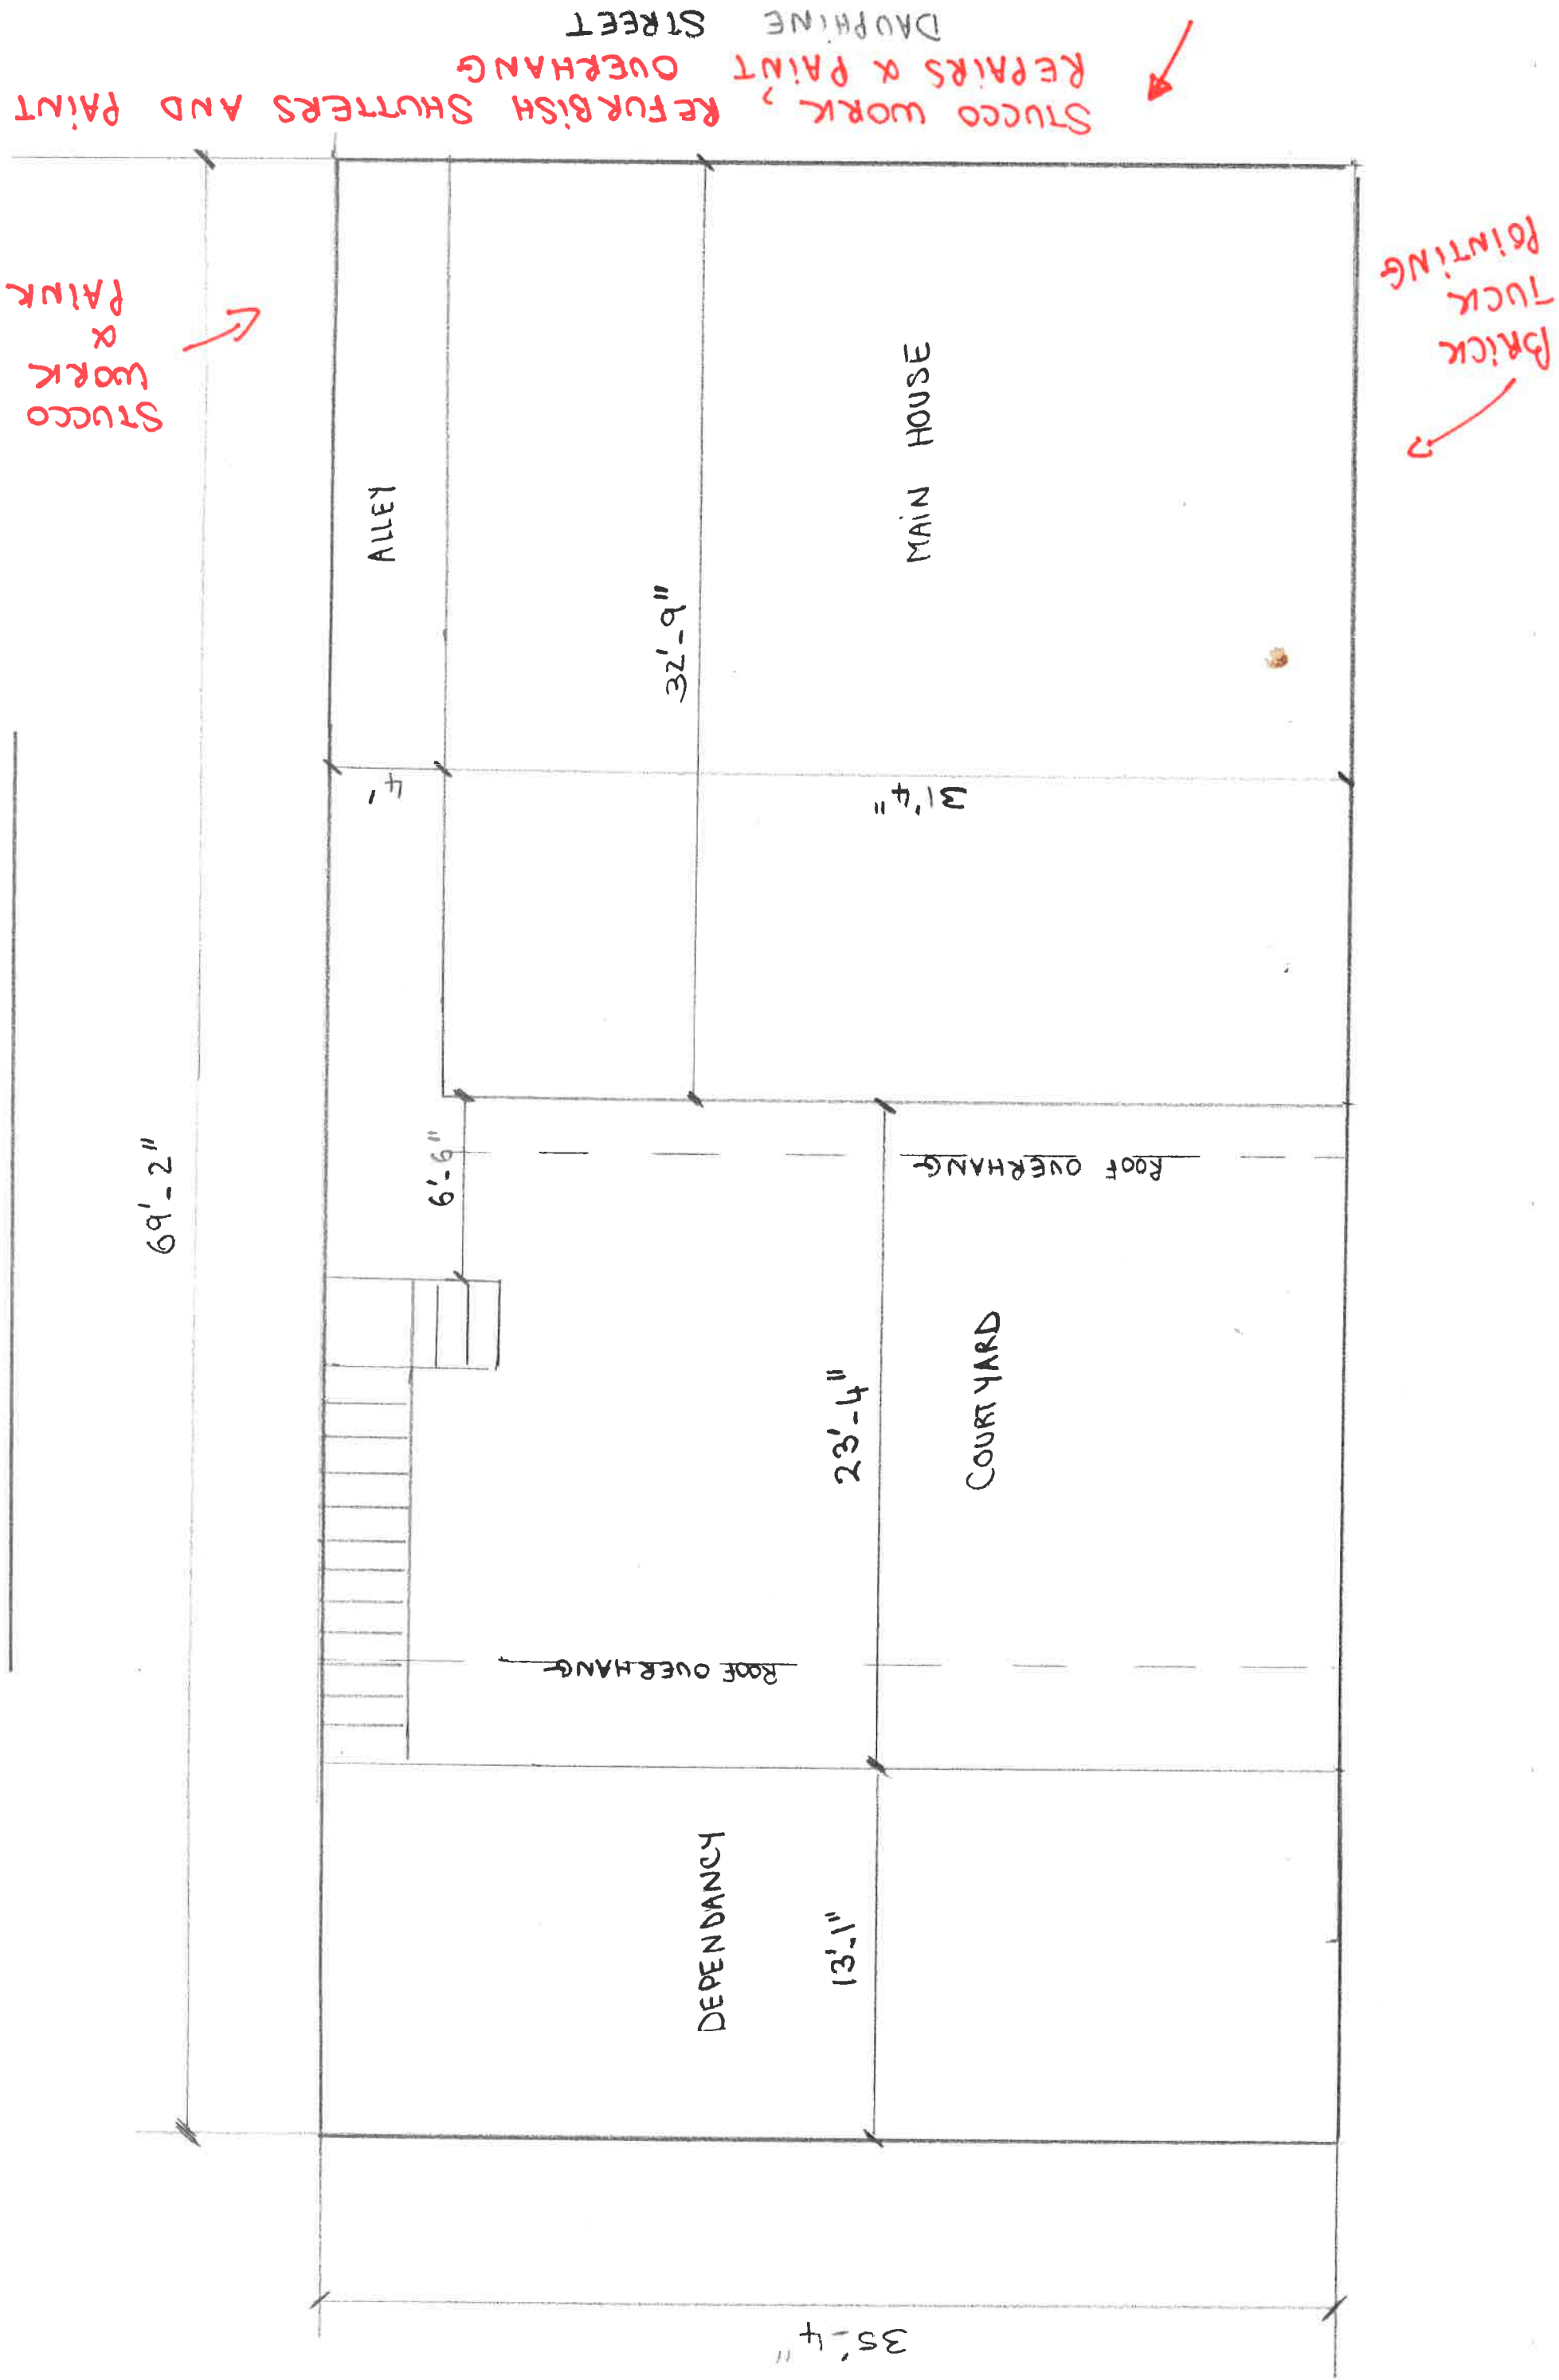 DAUPHINE STREET
STUCCO WORK, REFURBISH SHUTTERS AND PAINT
REPAIRS & PAINT OVERHANG
STUCCO
WORK
&
PAINK
BRICK
TUCK
POINTING
ALLEY
MAIN HOUSE
32'-9"
4'
31'4"
69'-2"
6'-6"
ROOF OVERHANG
23'-4"
COURTYARD
ROOF OVERHANG
DEPENDANCY
13'-1"
35'-4"